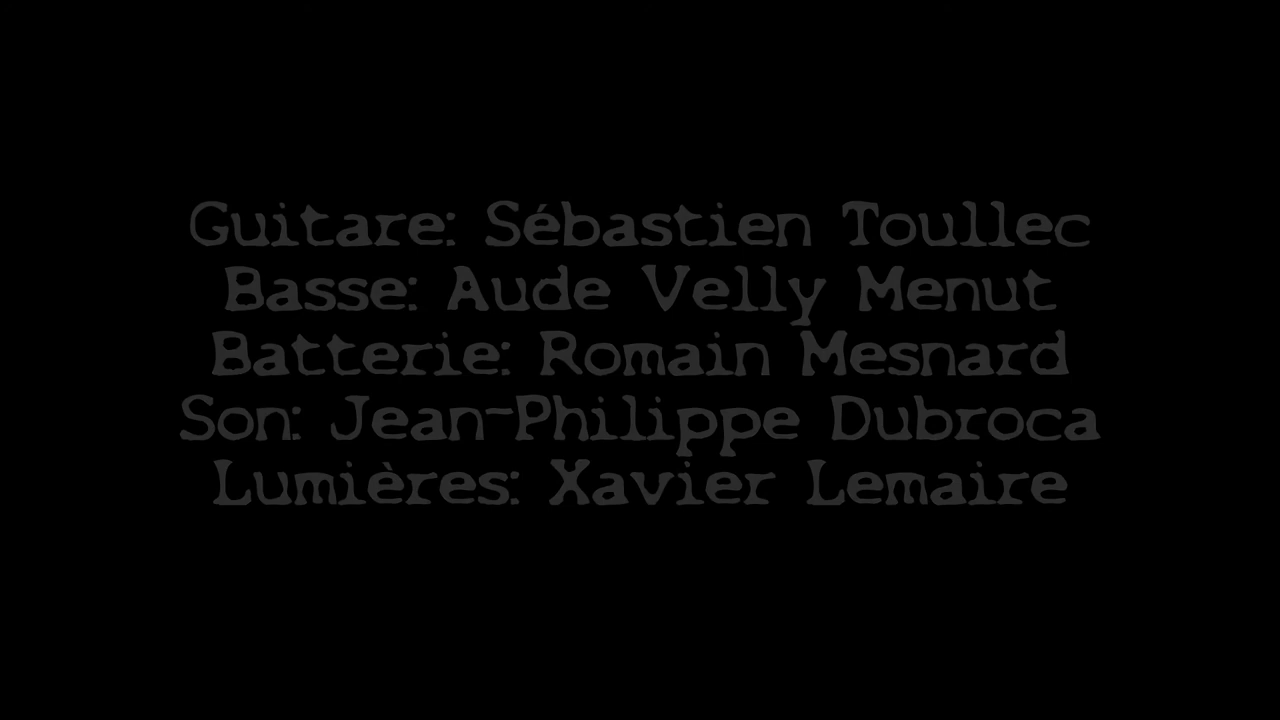 Guitare: Sébastien Toullec
Basse: Aude Velly Menut
Batterie: Romain Mesnard
Son: Jean-Philippe Dubroca
Lumières: Xavier Lemaire